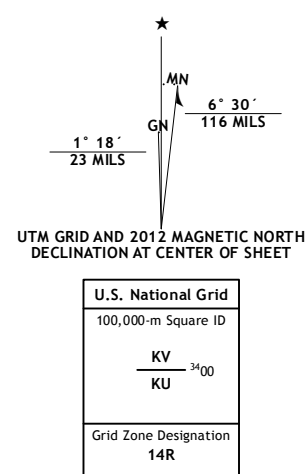 MN
GN
6° 30´
116 MILS
1° 18´
23 MILS
UTM GRID AND 2012 MAGNETIC NORTH
DECLINATION AT CENTER OF SHEET
U.S. National Grid
100,000-m Square ID
KV
3400
KU
Grid Zone Designation
14R